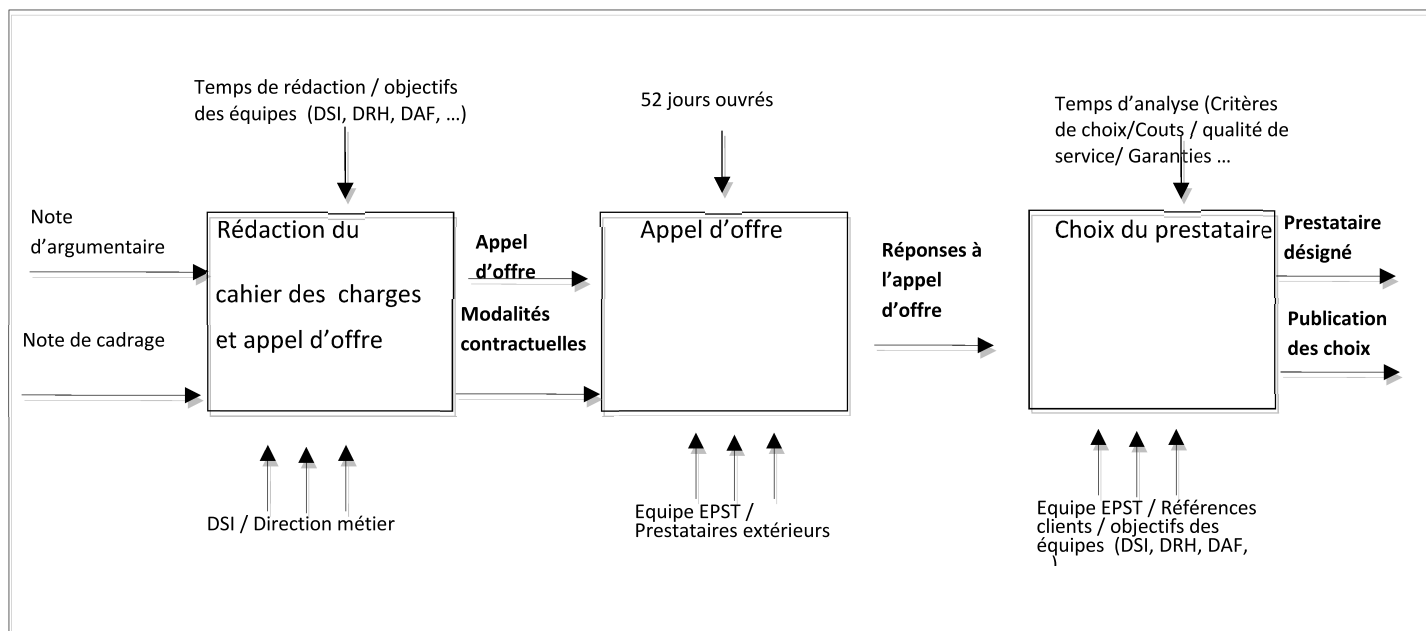 Temps de rédaction / objectifs
des équipes  (DSI, DRH, DAF, …)
52 jours ouvrés
Temps d’analyse (Critères
de choix/Couts / qualité de
service/ Garanties …
Note
d’argumentaire
Note de cadrage
Rédaction du
cahier des  charges
et appel d’offre
Appel
d’offre
Modalités
contractuelles
Appel d’offre
Réponses à
l’appel
d’offre
Choix du prestataire
Prestataire
désigné
Publication
des choix
DSI / Direction métier
Equipe EPST /
Prestataires extérieurs
Equipe EPST / Références
clients / objectifs des
équipes  (DSI, DRH, DAF,
…)